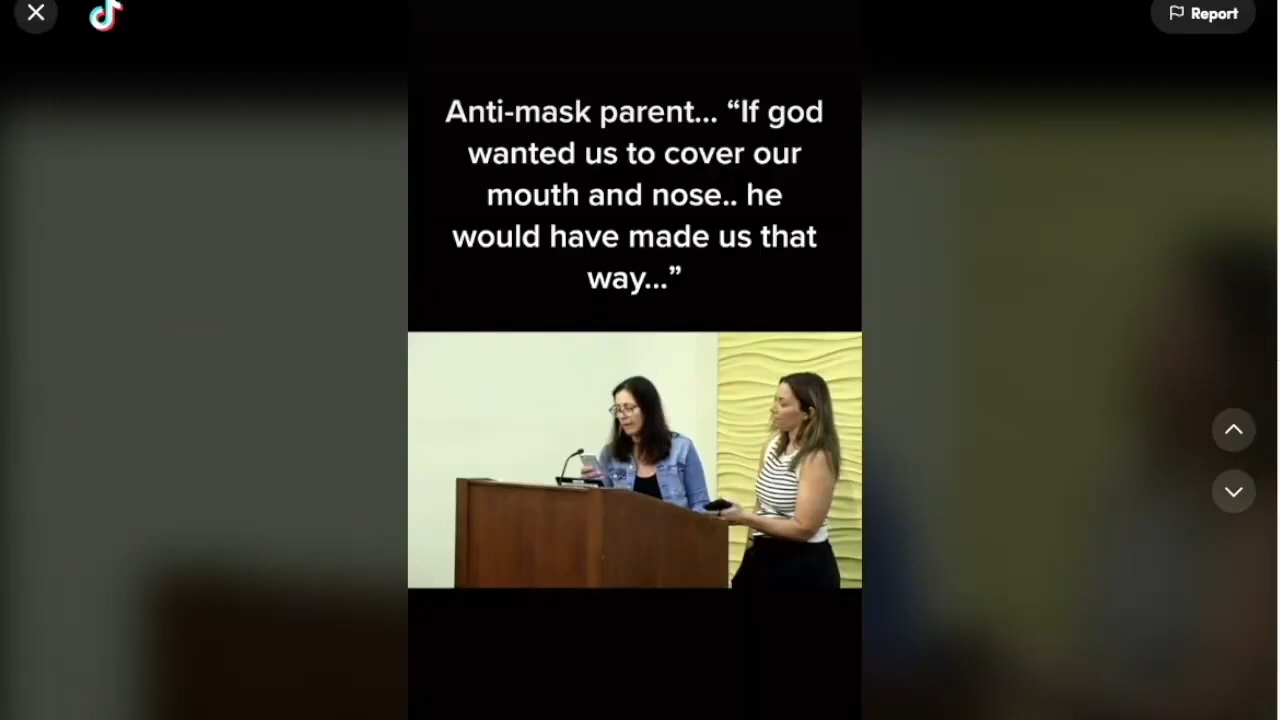 Report
Anti-mask parent... “If god
wanted us to cover our
mouth and nose.. he
would have made us that
way...”